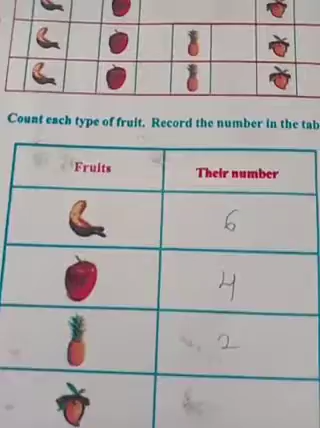 Count each type of fruit. Record the number in the tab
Fruits Their number
6
4
2